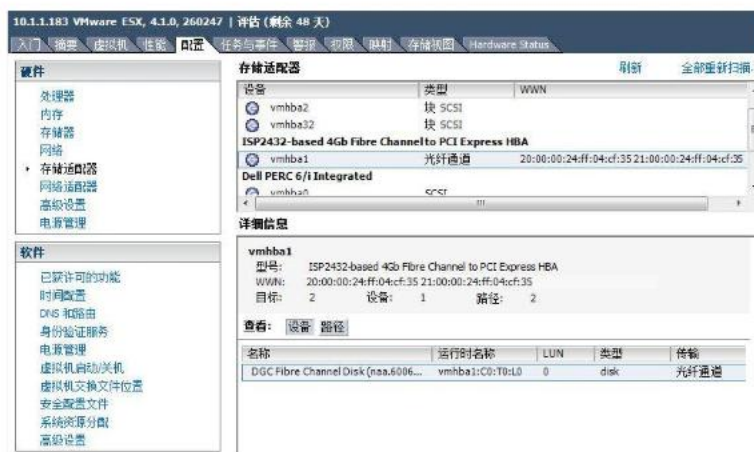 10.1.1.183 VMware ESX, 4.1.0, 260247 | 评估 (剩余 48 天)
入门 摘要 虚拟机 性能 配置 任务与事件 警报 权限 映射 存储视图 Hardware Status
硬件
处理器
内存
存储器
网络
存储适配器
网络适配器
高级设置
电源管理
软件
已获许可的功能
时间配置
DNS 和路由
身份验证服务
电源管理
虚拟机启动/关机
虚拟机交换文件位置
安全配置文件
系统资源分配
高级设置
存储适配器 刷新 全部重新扫描
设备 类型 WWN
vmhba2 块 SCSI
vmhba32 块 SCSI
ISP2432-based 4Gb Fibre Channel to PCI Express HBA
vmhba1 光纤通道 20:00:00:24:ff:04:cf:35 21:00:00:24:ff:04:cf:35
Dell PERC 6/i Integrated
vmhba0 SCSI
详细信息
vmhba1
型号: ISP2432-based 4Gb Fibre Channel to PCI Express HBA
WWN: 20:00:00:24:ff:04:cf:35 21:00:00:24:ff:04:cf:35
目标: 2 设备: 1 路径: 2
查看: 设备 路径
名称 运行时名称 LUN 类型 传输
DGC Fibre Channel Disk (naa.6006... vmhba1:C0:T0:L0 0 disk 光纤通道